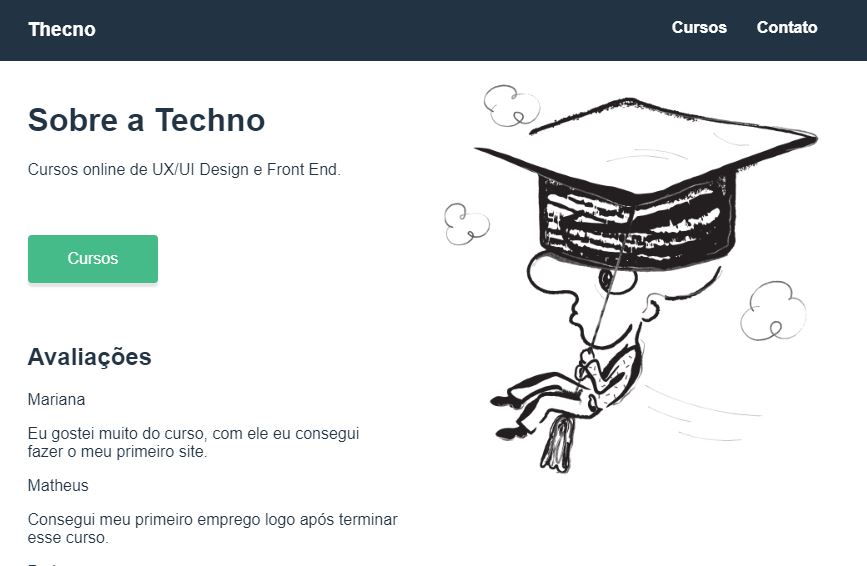 Thecno
Cursos
Contato
Sobre a Techno
Cursos online de UX/UI Design e Front End.
Cursos
Avaliações
Mariana
Eu gostei muito do curso, com ele eu consegui
fazer o meu primeiro site.
Matheus
Consegui meu primeiro emprego logo após terminar
esse curso.